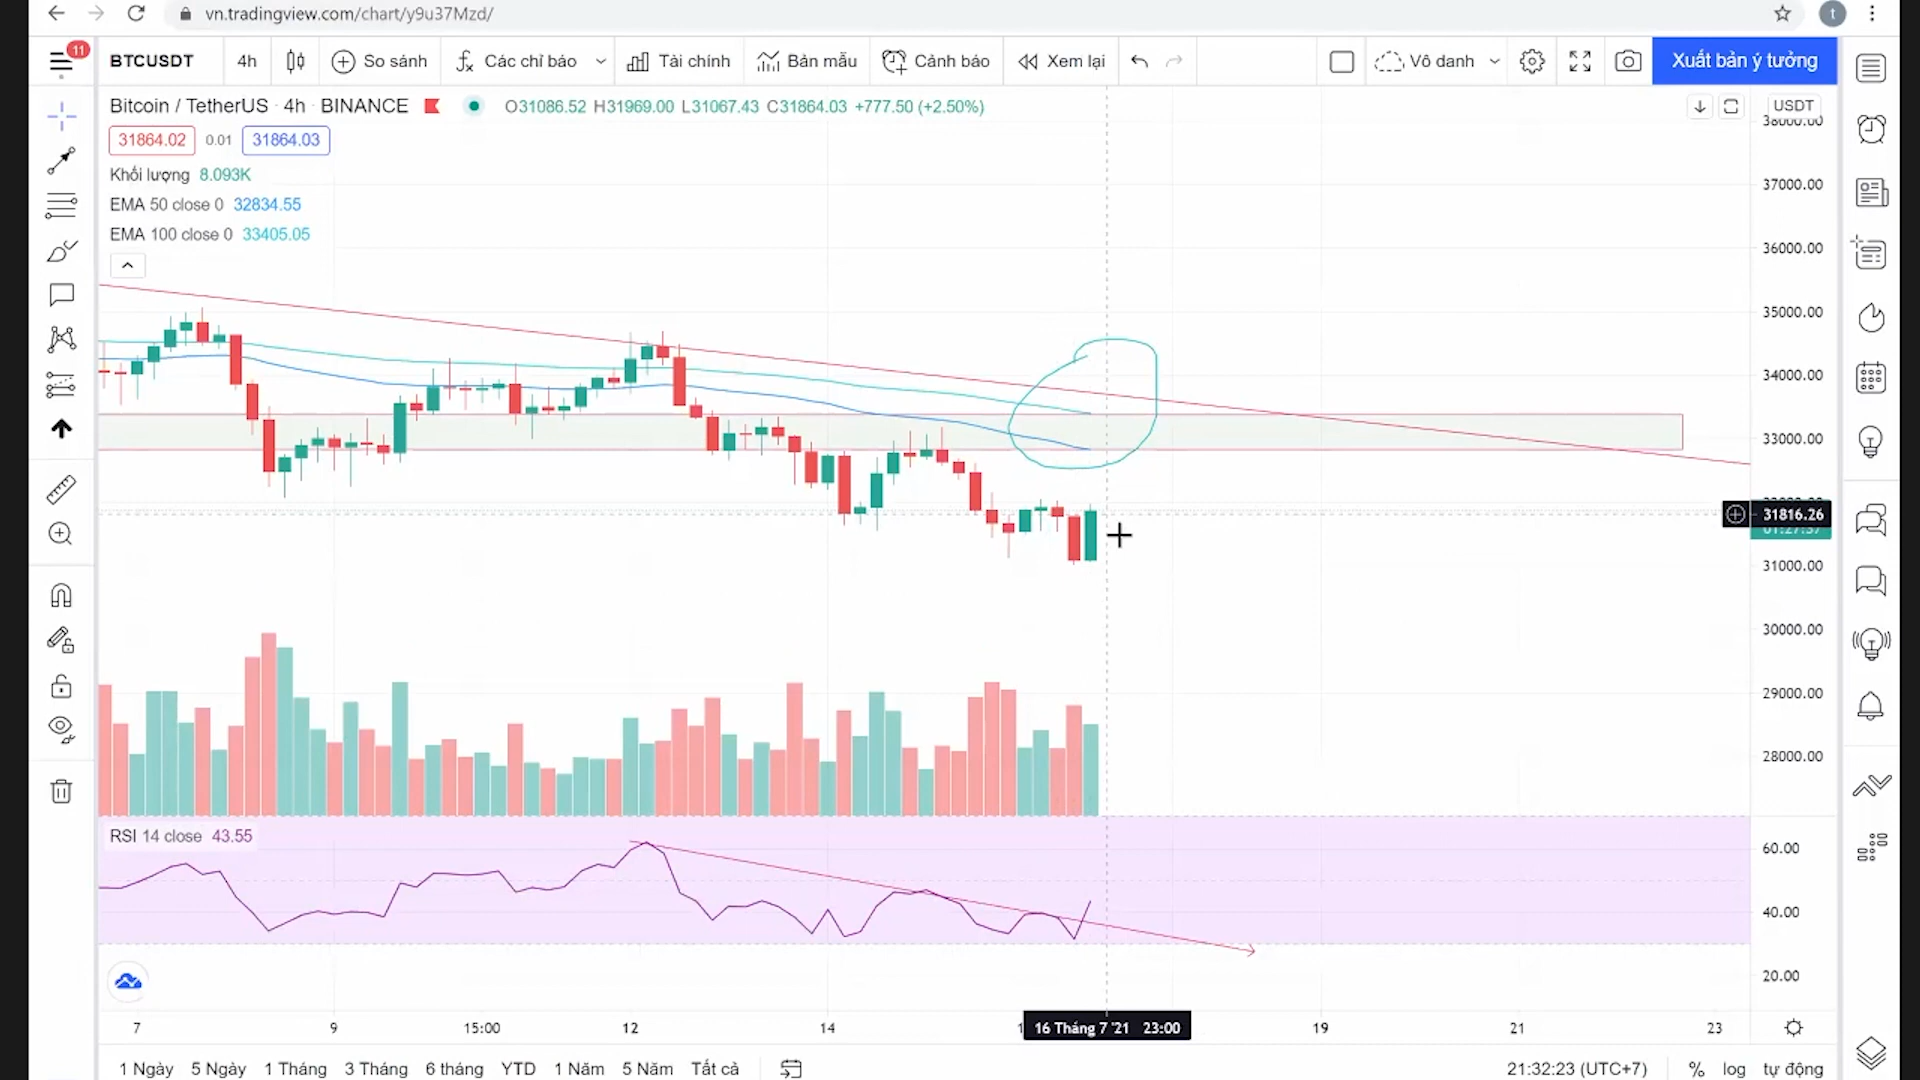 vn.tradingview.com/chart/y9u37Mzd/
t
11
BTCUSDT
4h
So sánh
Các chỉ báo
Tài chính
Bản mẫu
Cảnh báo
Xem lại
Vô danh
Xuất bản ý tưởng
Bitcoin / TetherUS · 4h · BINANCE
O31086.52 H31969.00 L31067.43 C31864.03 +777.50 (+2.50%)
USDT
31864.02 0.01 31864.03
Khối lượng 8.093K
EMA 50 close 0 32834.55
EMA 100 close 0 33405.05
38000.00
37000.00
36000.00
35000.00
34000.00
33000.00
31816.26
31000.00
30000.00
29000.00
28000.00
RSI 14 close 43.55
60.00
40.00
20.00
7
9
15:00
12
14
16 Tháng 7 '21 23:00
19
21
23
1 Ngày
5 Ngày
1 Tháng
3 Tháng
6 tháng
YTD
1 Năm
5 Năm
Tất cả
21:32:23 (UTC+7)
%
log
tự động